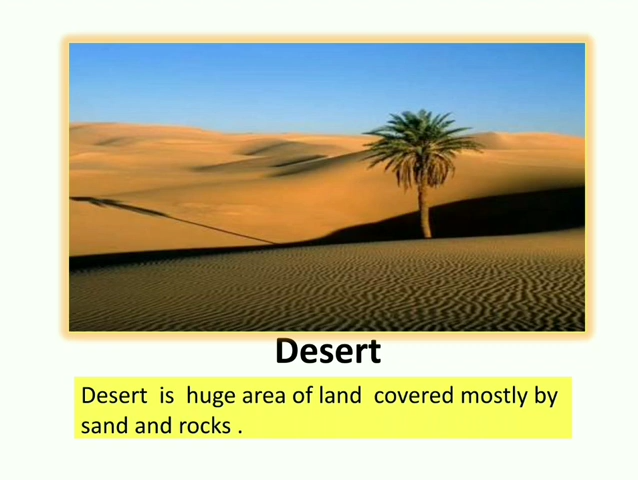 Desert
Desert is huge area of land covered mostly by
sand and rocks .